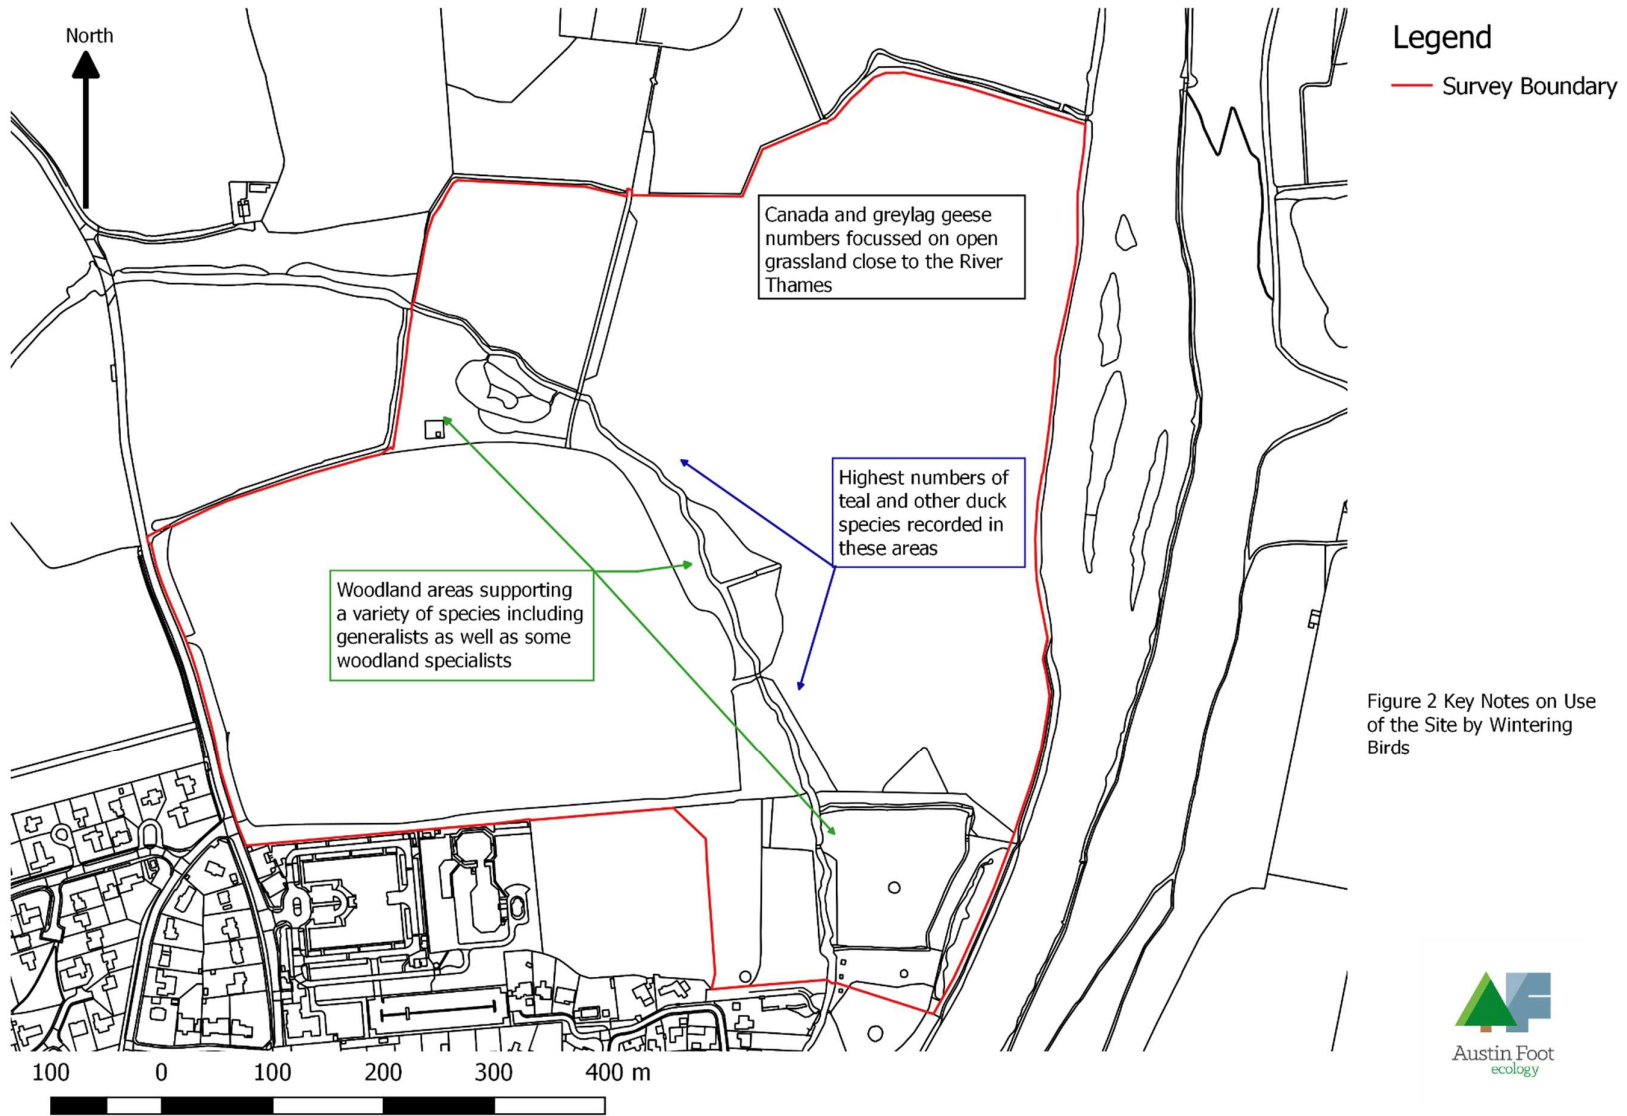 North
Legend
Survey Boundary
Canada and greylag geese
numbers focussed on open
grassland close to the River
Thames
Highest numbers of
teal and other duck
species recorded in
these areas
Woodland areas supporting
a variety of species including
generalists as well as some
woodland specialists
Figure 2 Key Notes on Use
of the Site by Wintering
Birds
Austin Foot
ecology
100 0 100 200 300 400 m